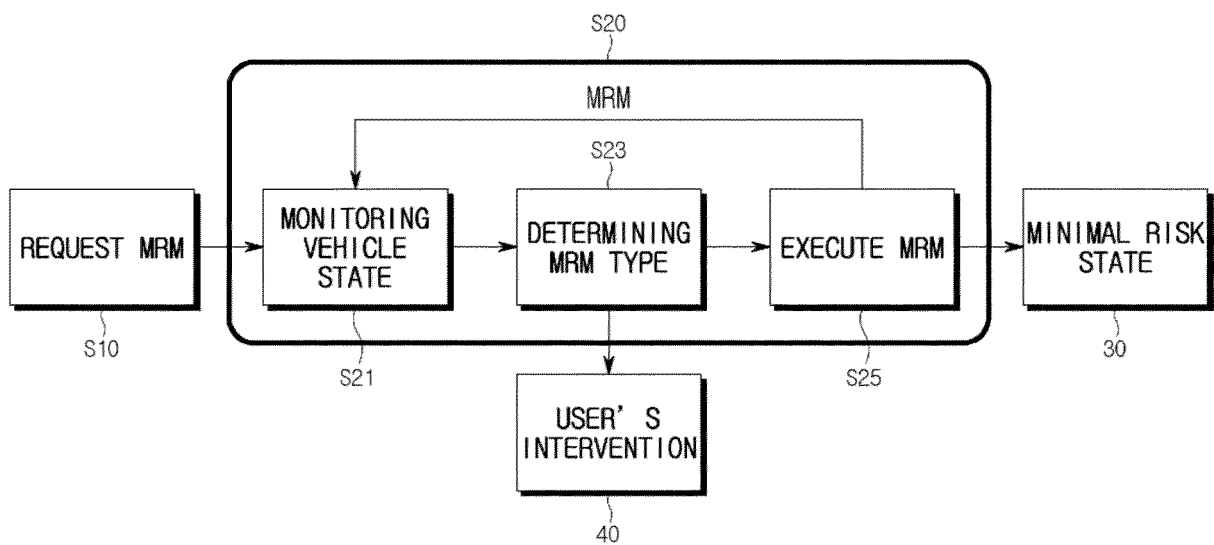 S20
MRM
S23
REQUEST MRM
MONITORING
VEHICLE
STATE
DETERMINING
MRM TYPE
EXECUTE MRM
MINIMAL RISK
STATE
S10
S21
S25
30
USER'S
INTERVENTION
40